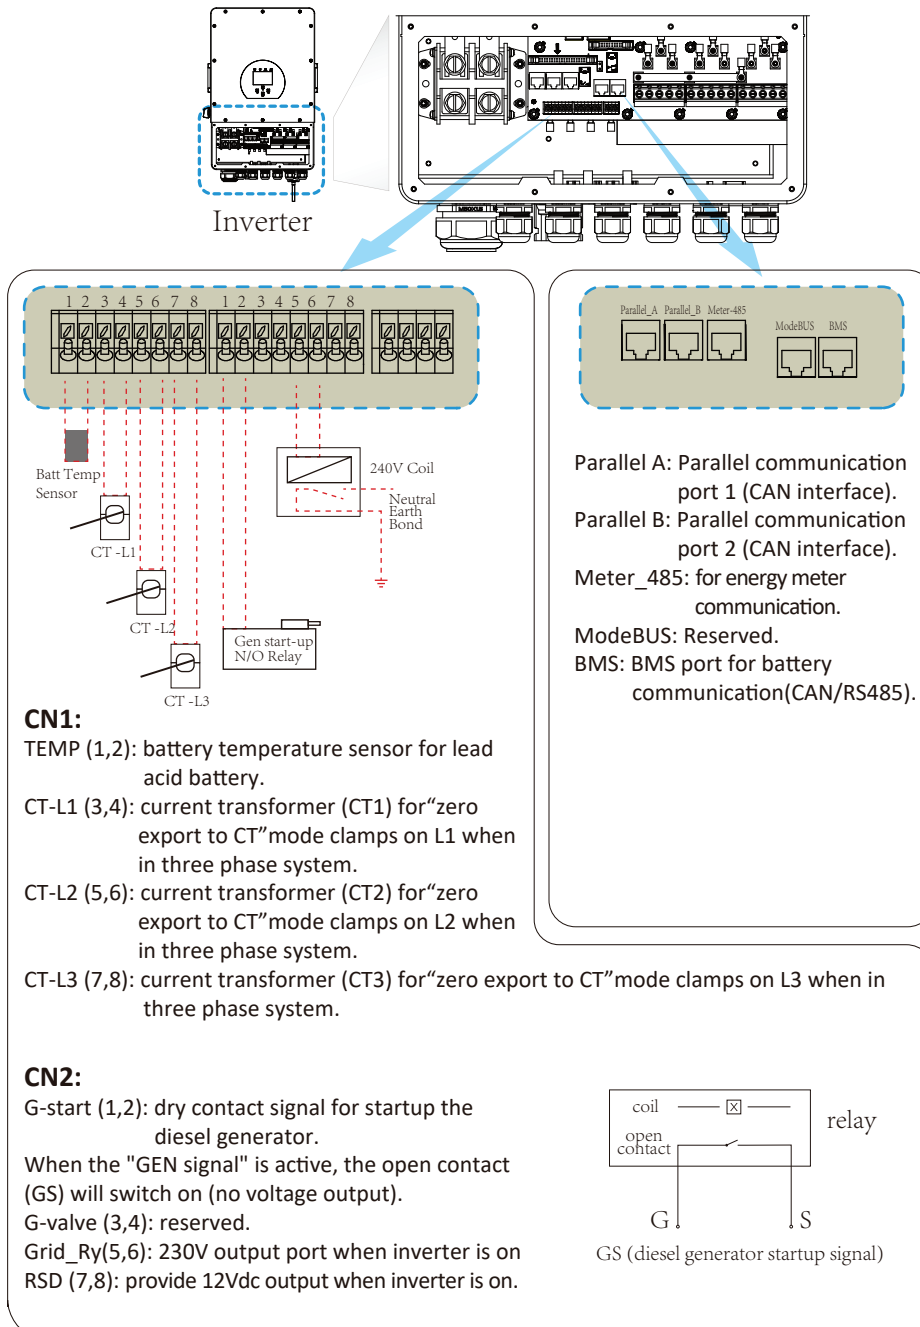 Inverter
1 2 3 4 5 6 7 8 1 2 3 4 5 6 7 8
Batt Temp
Sensor
CT -L1
CT -L2
CT -L3
240V Coil
Neutral
Earth
Bond
Gen start-up
N/O Relay
Parallel_A Parallel_B Meter-485
ModeBUS BMS
Parallel A: Parallel communication
port 1 (CAN interface).
Parallel B: Parallel communication
port 2 (CAN interface).
Meter_485: for energy meter
communication.
ModeBUS: Reserved.
BMS: BMS port for battery
communication(CAN/RS485).
CN1:
TEMP (1,2): battery temperature sensor for lead
acid battery.
CT-L1 (3,4): current transformer (CT1) for“zero
export to CT”mode clamps on L1 when
in three phase system.
CT-L2 (5,6): current transformer (CT2) for“zero
export to CT”mode clamps on L2 when
in three phase system.
CT-L3 (7,8): current transformer (CT3) for“zero export to CT”mode clamps on L3 when in
three phase system.
CN2:
G-start (1,2): dry contact signal for startup the
diesel generator.
When the "GEN signal" is active, the open contact
(GS) will switch on (no voltage output).
G-valve (3,4): reserved.
Grid_Ry(5,6): 230V output port when inverter is on
RSD (7,8): provide 12Vdc output when inverter is on.
coil
X
open
contact
relay
G S
GS (diesel generator startup signal)